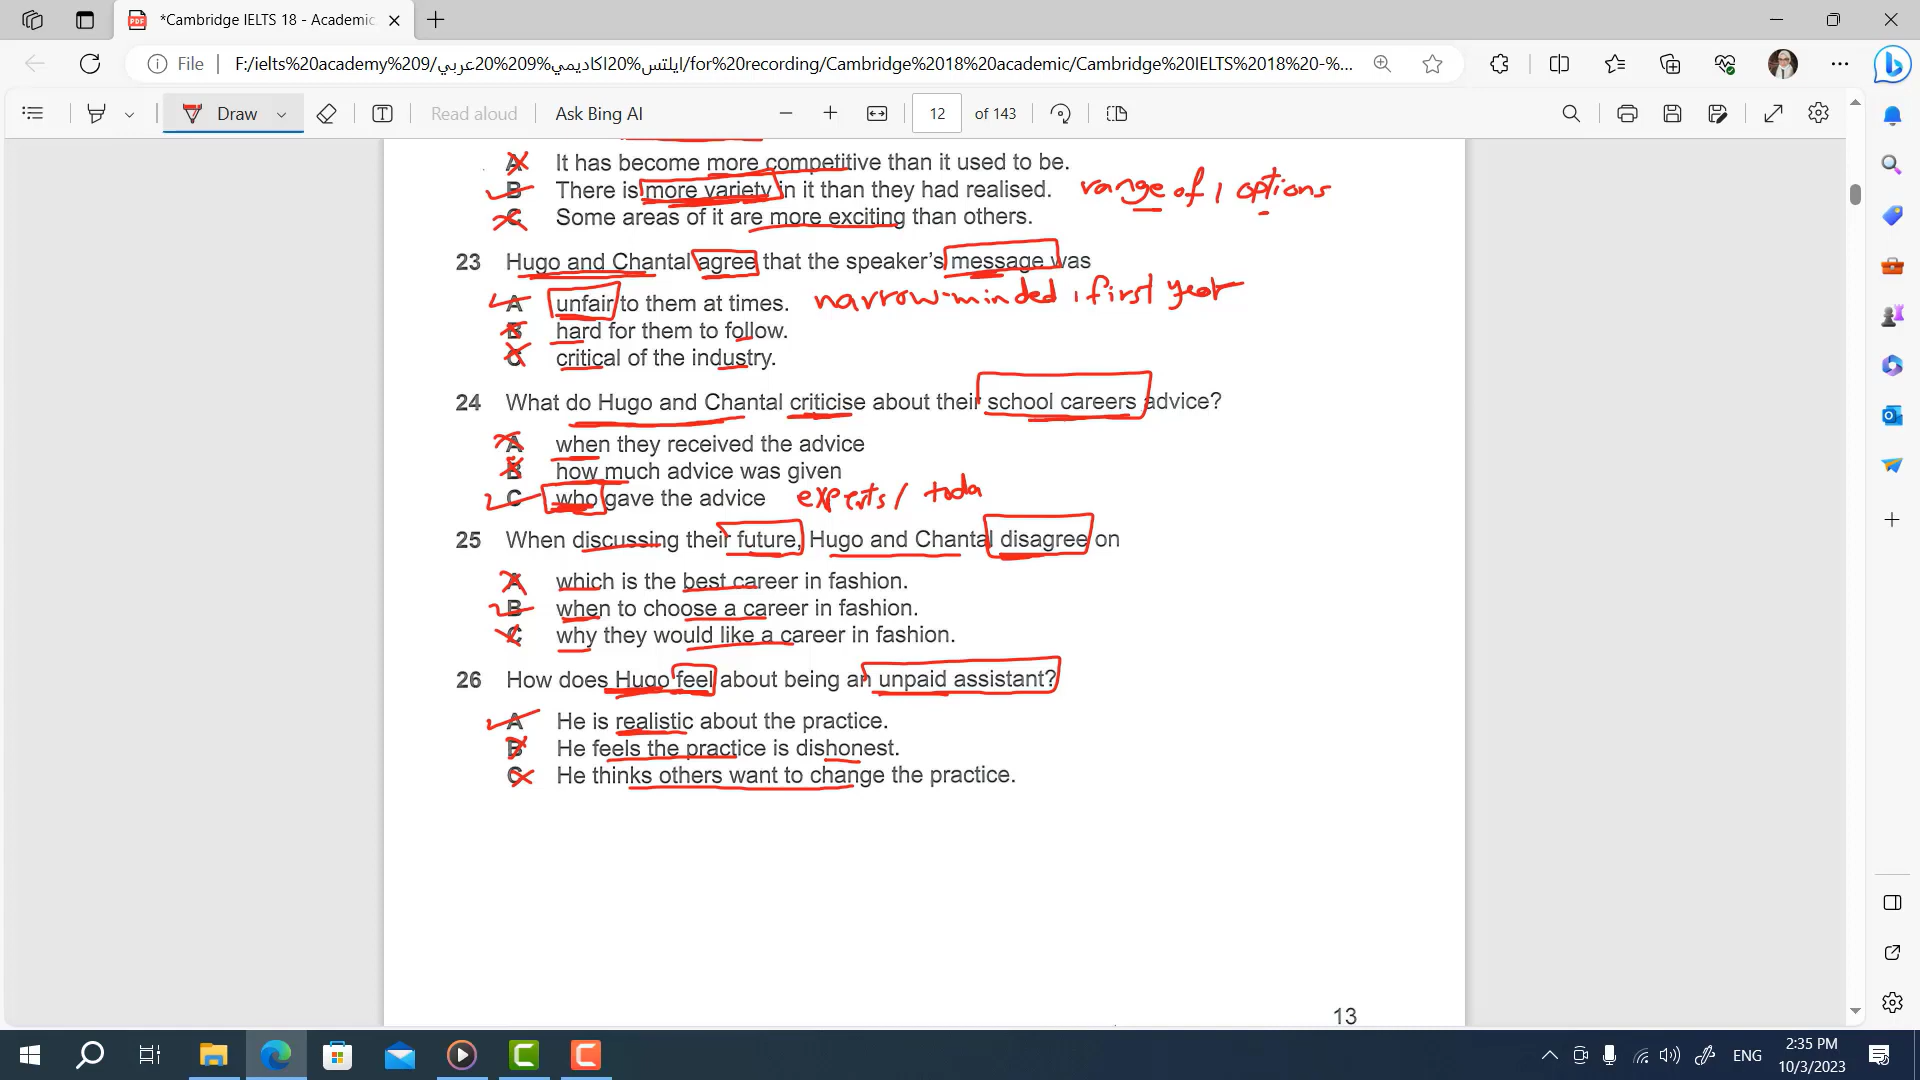 *Cambridge IELTS 18 - Academic
File
F:/ielts%20academy%209/ايلتس%20اكاديمي%209%20عربي/for%20recording/Cambridge%2018%20academic/Cambridge%20IELTS%2018%20-%...
Draw
Read aloud
Ask Bing AI
12 of 143
A It has become more competitive than it used to be.
B There is more variety in it than they had realised. range of / options
C Some areas of it are more exciting than others.
23 Hugo and Chantal agree that the speaker's message was
A unfair to them at times. narrow-minded / first year
B hard for them to follow.
C critical of the industry.
24 What do Hugo and Chantal criticise about their school careers advice?
A when they received the advice
B how much advice was given
C who gave the advice experts / toda
25 When discussing their future, Hugo and Chantal disagree on
A which is the best career in fashion.
B when to choose a career in fashion.
C why they would like a career in fashion.
26 How does Hugo feel about being an unpaid assistant?
A He is realistic about the practice.
B He feels the practice is dishonest.
C He thinks others want to change the practice.
13
ENG
2:35 PM
10/3/2023